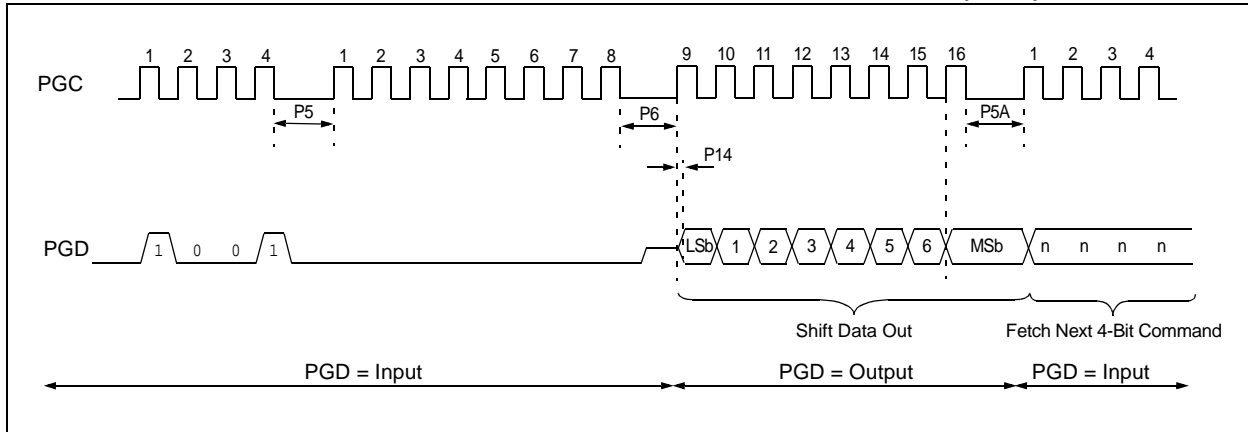 1 2 3 4 1 2 3 4 5 6 7 8 9 10 11 12 13 14 15 16 1 2 3 4
PGC
P5 P6 P5A
P14
PGD 1 0 0 1 LSb 1 2 3 4 5 6 MSb n n n n
Shift Data Out Fetch Next 4-Bit Command
PGD = Input PGD = Output PGD = Input